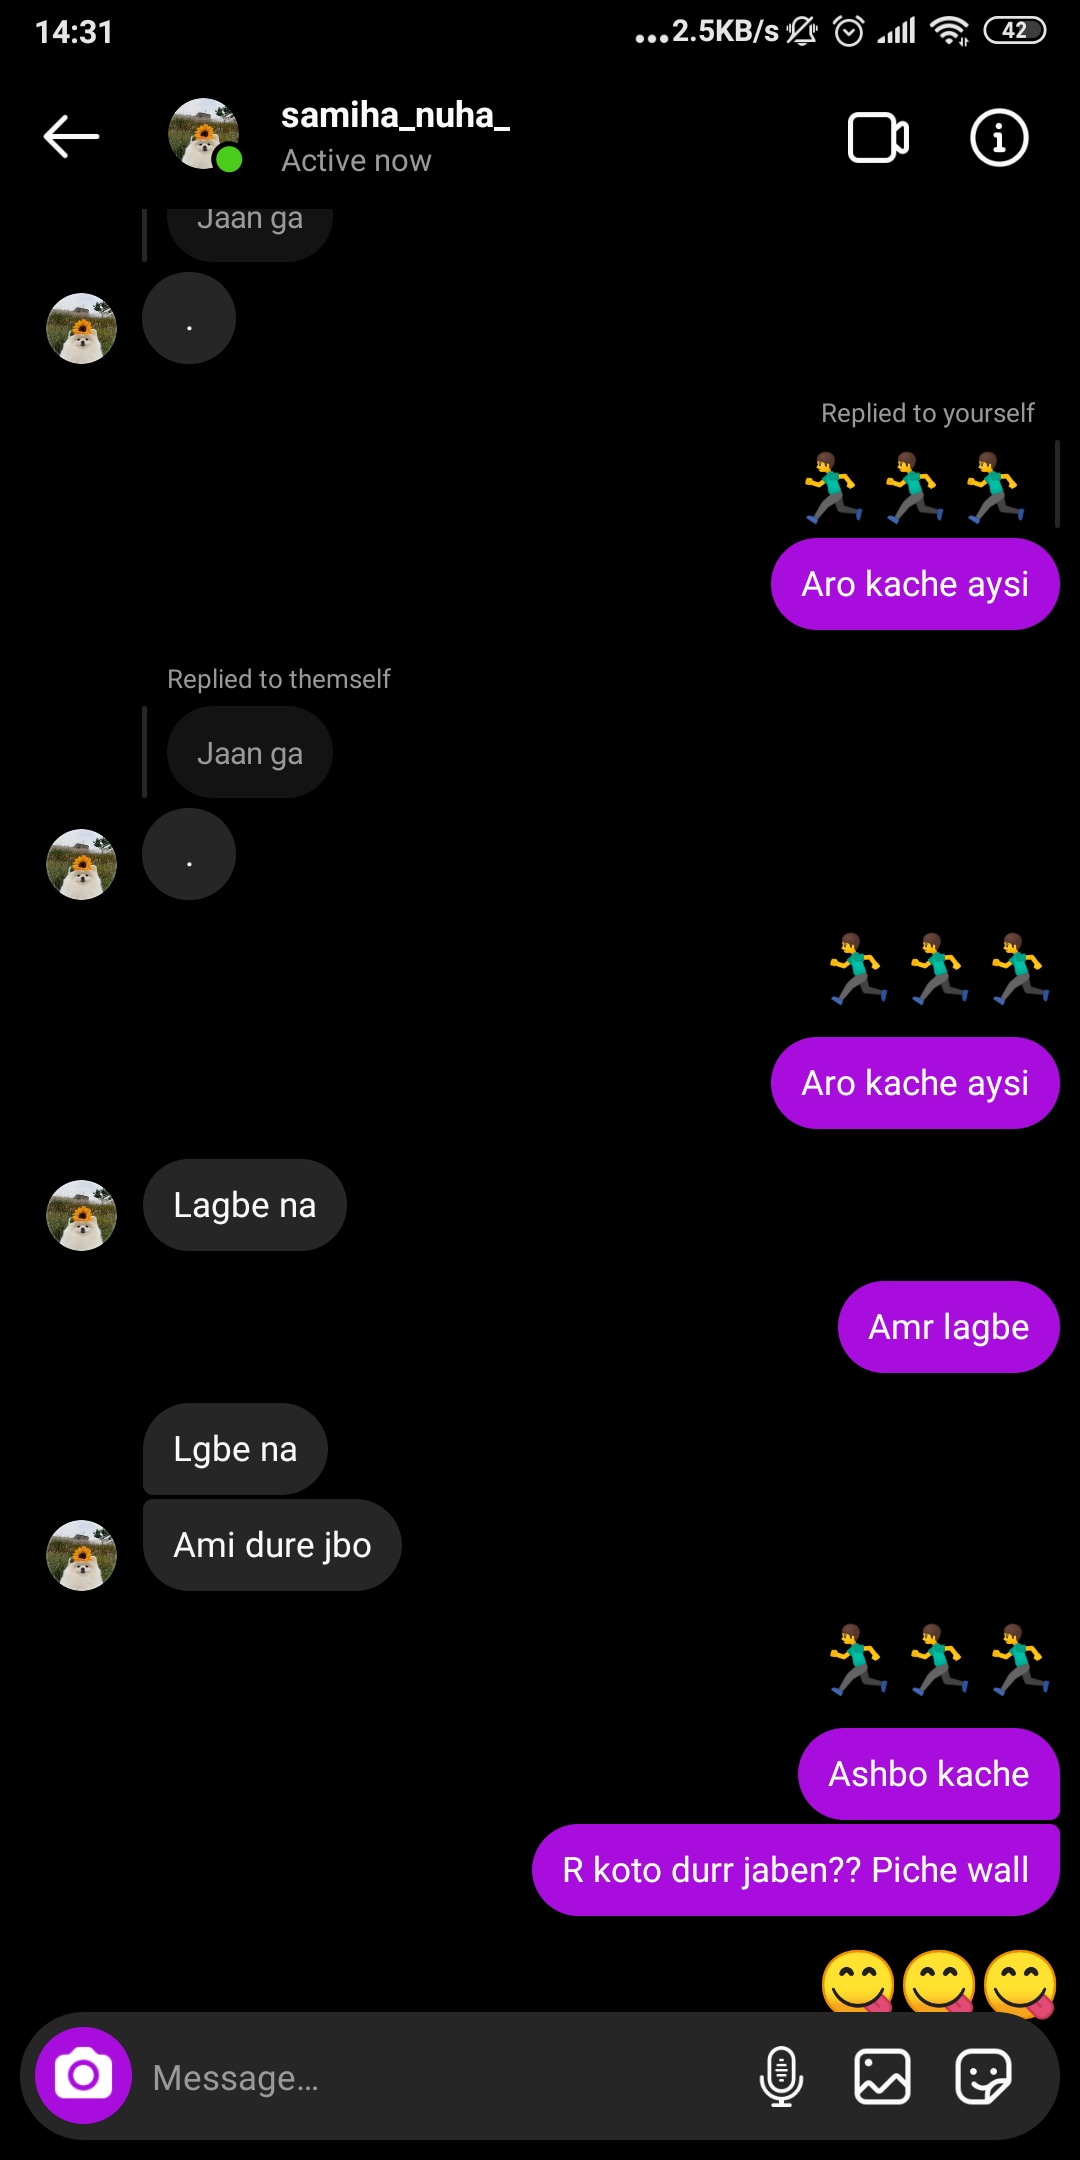 14:31
...2.5KB/s 42
samiha_nuha_
Active now
Jaan ga
.
Replied to yourself
🏃‍♂️🏃‍♂️🏃‍♂️
Aro kache aysi
Replied to themself
Jaan ga
.
🏃‍♂️🏃‍♂️🏃‍♂️
Aro kache aysi
Lagbe na
Amr lagbe
Lgbe na
Ami dure jbo
🏃‍♂️🏃‍♂️🏃‍♂️
Ashbo kache
R koto durr jaben?? Piche wall
😋😋😋
Message...